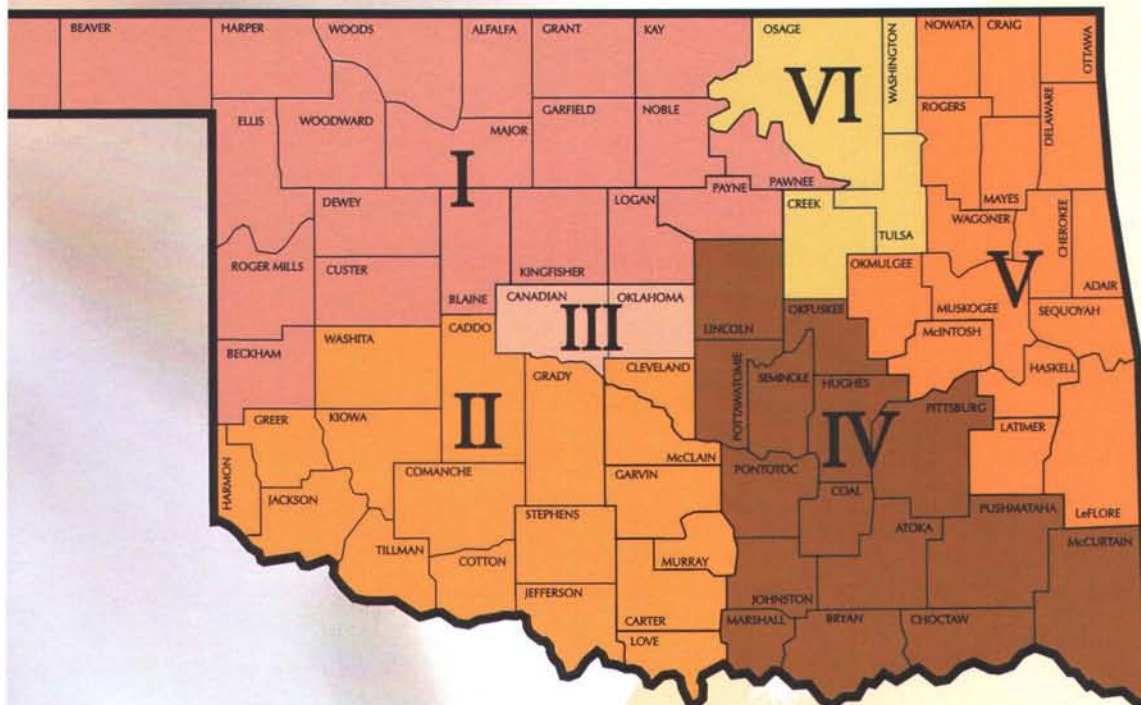 BEAVER
HARPER
WOODS
ALFALFA
GRANT
KAY
OSAGE
WASHINGTON
NOWATA
CRAIG
OTTAWA
VI
ELLIS
WOODWARD
MAJOR
GARFIELD
NOBLE
ROGERS
DELAWARE
I
DEWEY
LOGAN
PAYNE
PAWNEE
CREEK
TULSA
MAYES
WAGONER
CHEROKEE
ROGER MILLS
CUSTER
BLAINE
KINGFISHER
OKMULGEE
V
ADAIR
CANADIAN
OKLAHOMA
III
LINCOLN
OKFUSKEE
MUSKOGEE
SEQUOYAH
BECKHAM
WASHITA
CADDO
GRADY
CLEVELAND
POTTAWATOMIE
SEMINOLE
HUGHES
McINTOSH
HASKELL
GREER
KIOWA
II
IV
PITTSBURG
LATIMER
HARMON
JACKSON
COMANCHE
McCLAIN
GARVIN
PONTOTOC
COAL
PUSHMATAHA
LeFLORE
TILLMAN
COTTON
STEPHENS
MURRAY
ATOKA
McCURTAIN
JEFFERSON
CARTER
LOVE
JOHNSTON
MARSHALL
BRYAN
CHOCTAW